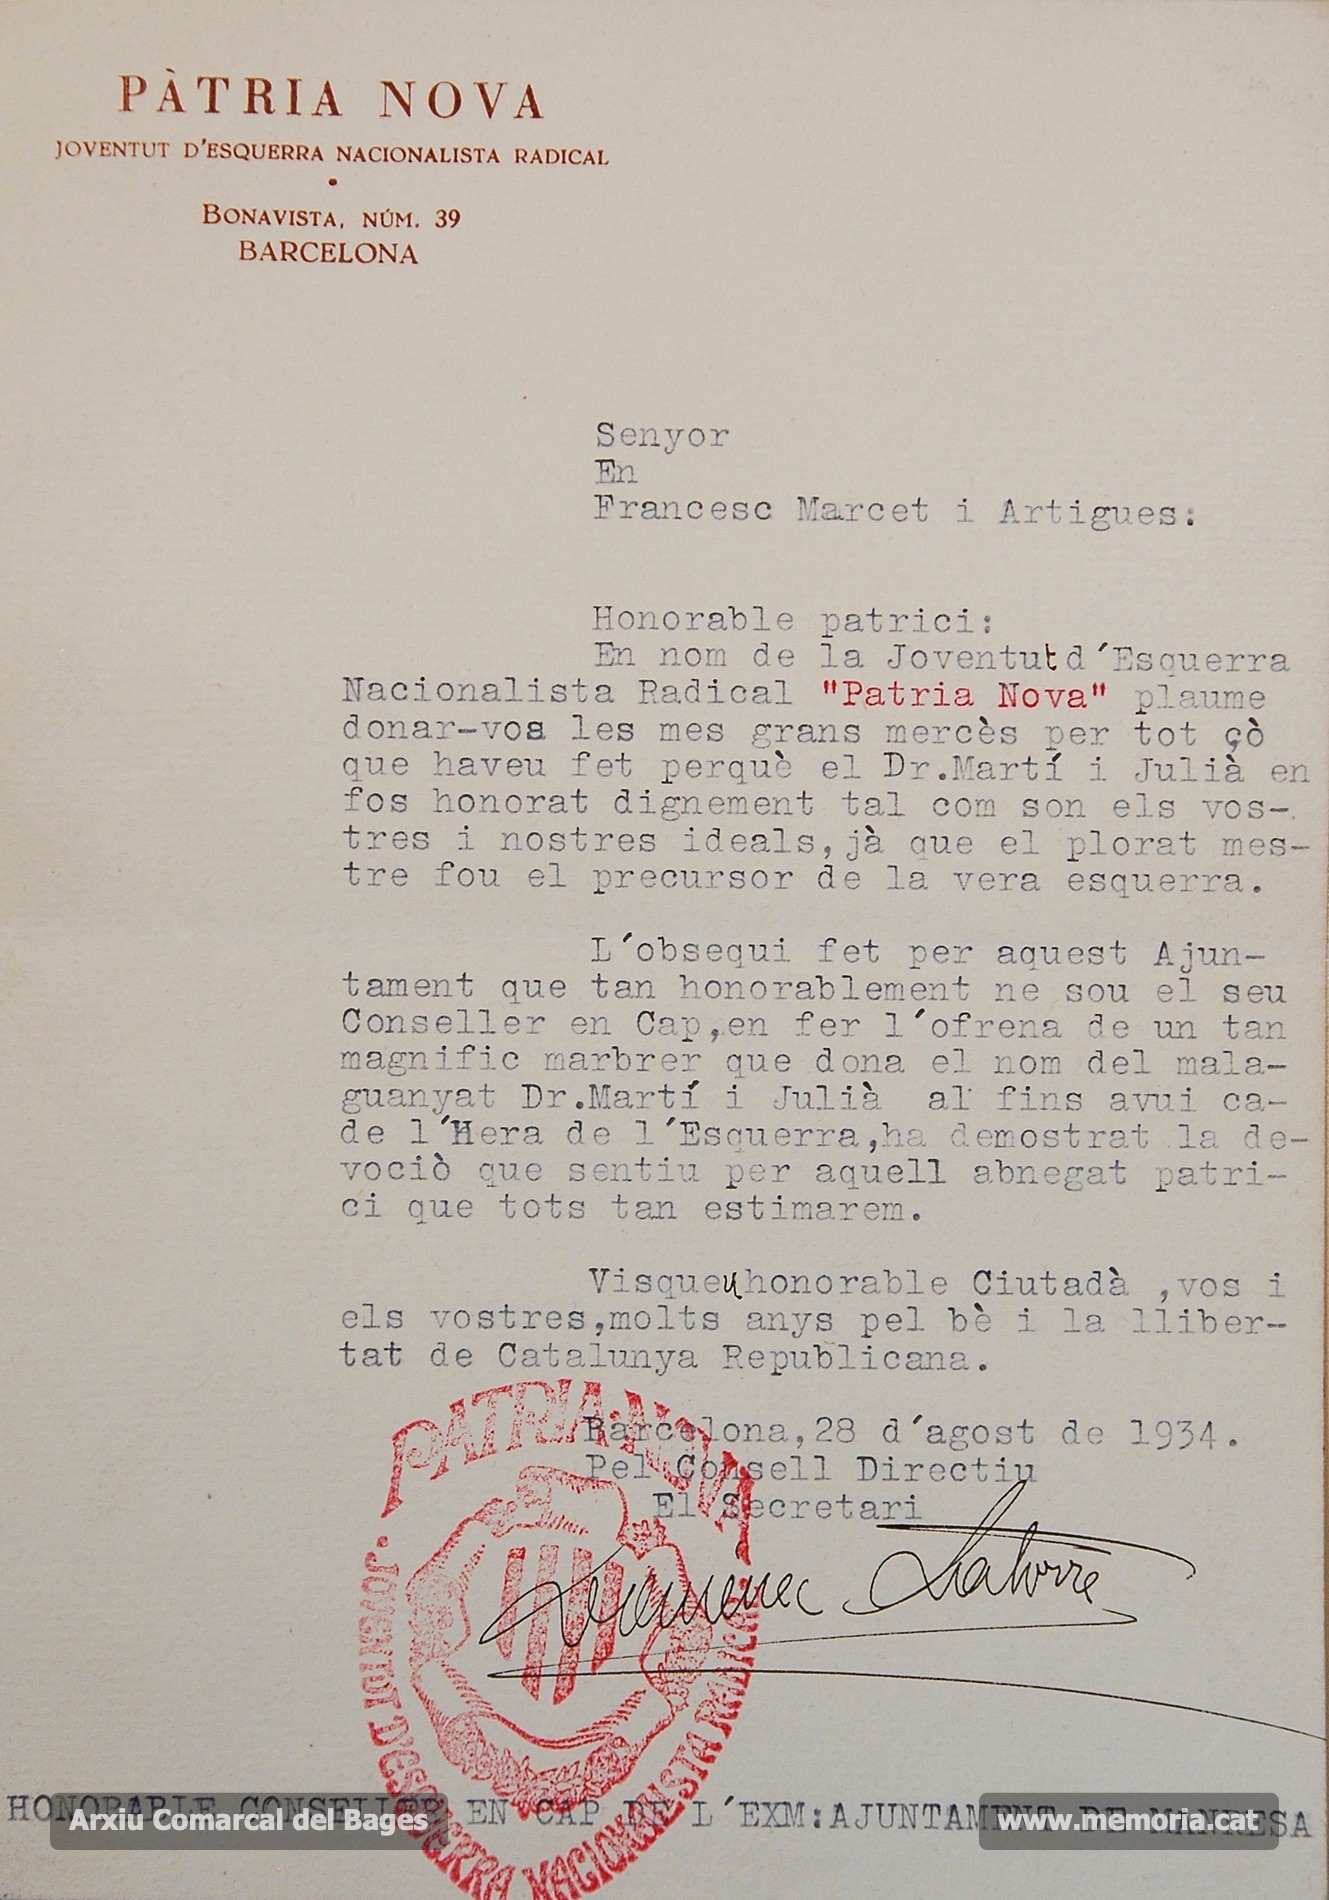 PÀTRIA NOVA
JOVENTUT D'ESQUERRA NACIONALISTA RADICAL
•
BONAVISTA, NÚM. 39
BARCELONA
Senyor
En
Francesc Marcet i Artigues:
Honorable patrici:
En nom de la Joventut d´Esquerra
Nacionalista Radical "Patria Nova" plaume
donar-vos les mes grans mercès per tot çò
que haveu fet perquè el Dr.Martí i Julià en
fos honorat dignement tal com son els vos-
tres i nostres ideals,jà que el plorat mes-
tre fou el precursor de la vera esquerra.
L´obsequi fet per aquest Ajun-
tament que tan honorablement ne sou el seu
Conseller en Cap,en fer l´ofrena de un tan
magnific marbrer que dona el nom del mala-
guanyat Dr.Martí i Julià al fins avui ca-
de l´Hera de l´Esquerra,ha demostrat la de-
vociò que sentiu per aquell abnegat patri-
ci que tots tan estimarem.
Visqueu honorable Ciutadà ,vos i
els vostres,molts anys pel bè i la lliber-
tat de Catalunya Republicana.
Barcelona,28 d´agost de 1934.
Pel Consell Directiu
El Secretari
Domenec Latorre
PATRIA NOVA
·JOVENTUT D'ESQUERRA NACIONALISTA RADICAL·
HONORABLE CONSELLER EN CAP DE L´EXM:AJUNTAMENT DE MANRESA
Arxiu Comarcal del Bages
www.memoria.cat